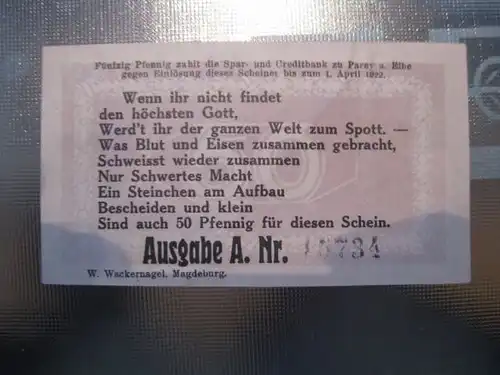 Fünfzig Pfennig zahlt die Spar- und Creditbank zu Parey a. Elbe
gegen Einlösung dieses Scheines bis zum 1. April 1922.
Wenn ihr nicht findet
den höchsten Gott,
Werd't ihr der ganzen Welt zum Spott. —
Was Blut und Eisen zusammen gebracht,
Schweisst wieder zusammen
Nur Schwertes Macht
Ein Steinchen am Aufbau
Bescheiden und klein
Sind auch 50 Pfennig für diesen Schein.
Ausgabe A. Nr.
W. Wackernagel, Magdeburg.